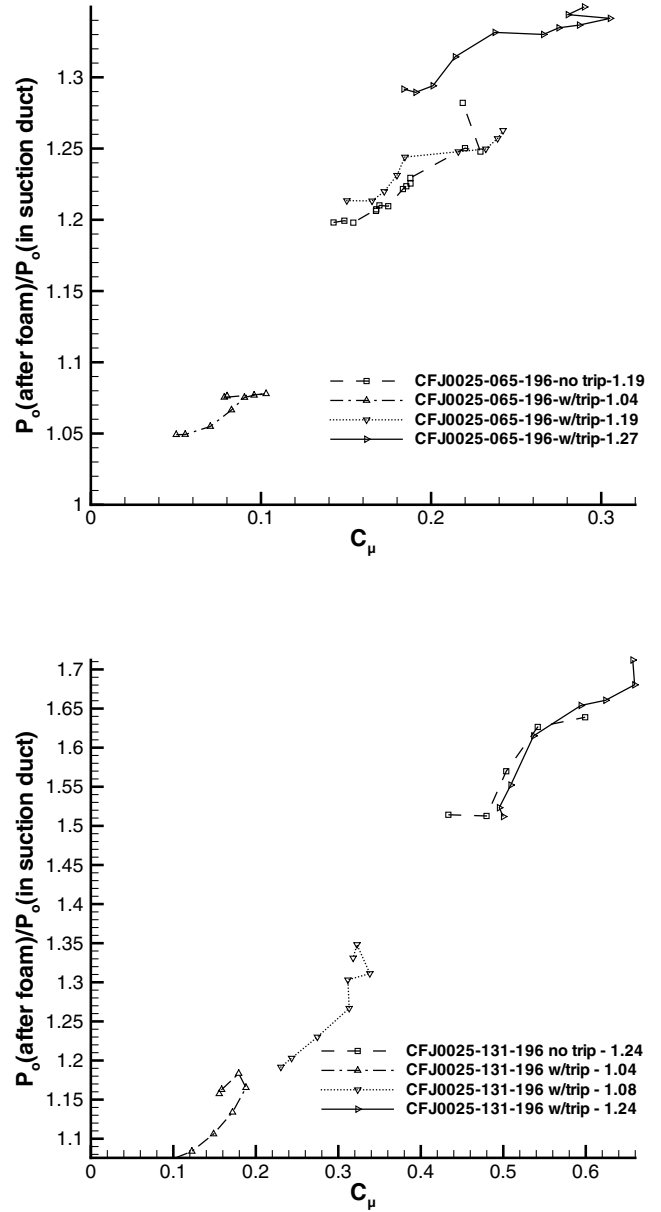 P₀(after foam)/P₀(in suction duct)
1.3
1.25
1.2
1.15
1.1
1.05
1
CFJ0025-065-196-no trip-1.19
CFJ0025-065-196-w/trip-1.04
CFJ0025-065-196-w/trip-1.19
CFJ0025-065-196-w/trip-1.27
0 0.1 0.2 0.3
Cμ
P₀(after foam)/P₀(in suction duct)
1.7
1.65
1.6
1.55
1.5
1.45
1.4
1.35
1.3
1.25
1.2
1.15
1.1
CFJ0025-131-196 no trip - 1.24
CFJ0025-131-196 w/trip - 1.04
CFJ0025-131-196 w/trip - 1.08
CFJ0025-131-196 w/trip - 1.24
0 0.1 0.2 0.3 0.4 0.5 0.6
Cμ